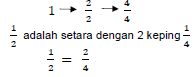 1 → 2/2 → 4/4
1/2 adalah setara dengan 2 keping 1/4
1/2 = 2/4